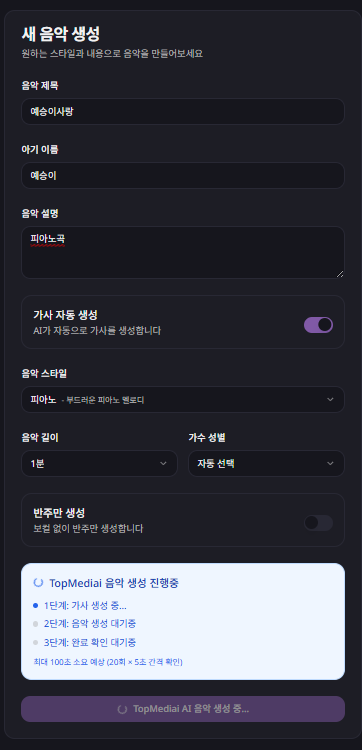 새 음악 생성
원하는 스타일과 내용으로 음악을 만들어보세요
음악 제목
예승이사랑
아기 이름
예승이
음악 설명
피아노곡
가사 자동 생성
AI가 자동으로 가사를 생성합니다
음악 스타일
피아노 - 부드러운 피아노 멜로디
음악 길이 가수 성별
1분 자동 선택
반주만 생성
보컬 없이 반주만 생성합니다
TopMediai 음악 생성 진행중
1단계: 가사 생성 중...
2단계: 음악 생성 대기중
3단계: 완료 확인 대기중
최대 100초 소요 예상 (20회 × 5초 간격 확인)
TopMediai AI 음악 생성 중...